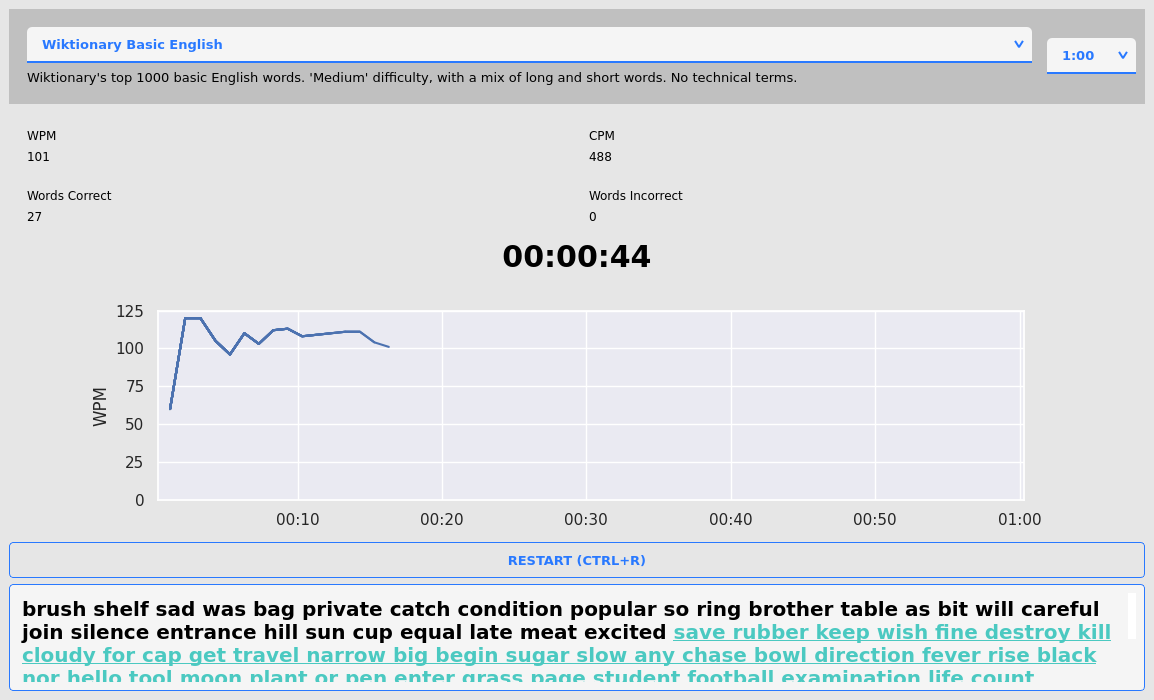 Wiktionary Basic English
1:00
Wiktionary's top 1000 basic English words. 'Medium' difficulty, with a mix of long and short words. No technical terms.
WPM
CPM
101
488
Words Correct
Words Incorrect
27
0
00:00:44
125
100
75
50
25
0
WPM
00:10 00:20 00:30 00:40 00:50 01:00
RESTART (CTRL+R)
brush shelf sad was bag private catch condition popular so ring brother table as bit will careful
join silence entrance hill sun cup equal late meat excited save rubber keep wish fine destroy kill
cloudy for cap get travel narrow big begin sugar slow any chase bowl direction fever rise black
nor hello tool moon plant or pen enter grass page student football examination life count